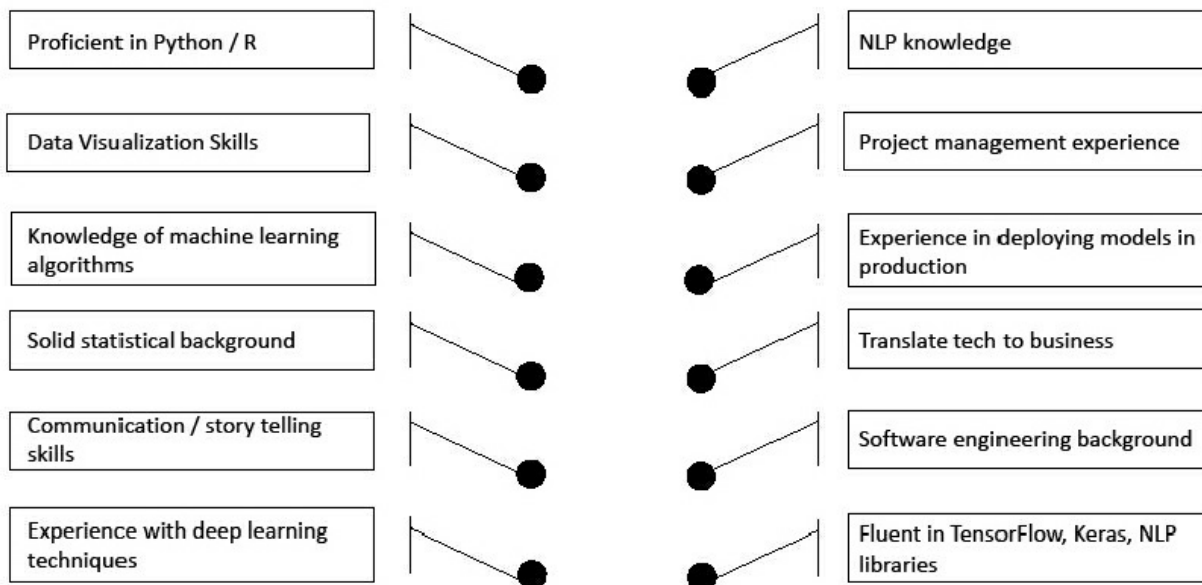 Proficient in Python / R
NLP knowledge
Data Visualization Skills
Project management experience
Knowledge of machine learning
algorithms
Experience in deploying models in
production
Solid statistical background
Translate tech to business
Communication / story telling
skills
Software engineering background
Experience with deep learning
techniques
Fluent in TensorFlow, Keras, NLP
libraries